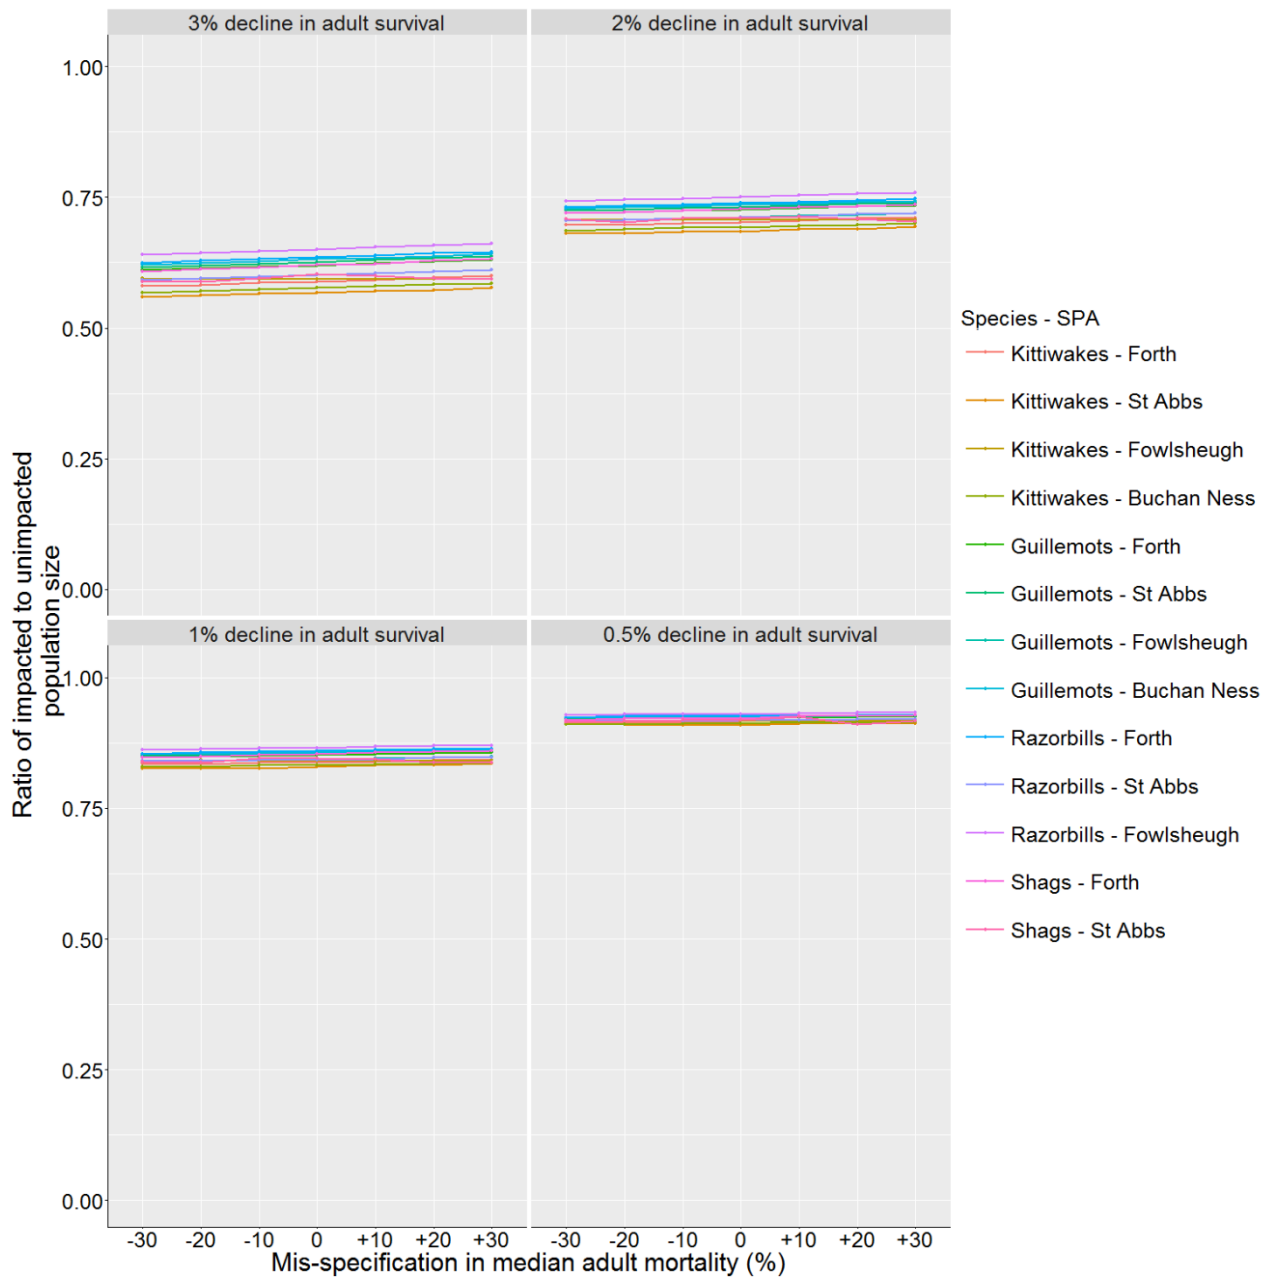 3% decline in adult survival
2% decline in adult survival
1.00
0.75
0.50
0.25
0.00
1% decline in adult survival
0.5% decline in adult survival
1.00
0.75
0.50
0.25
0.00
-30 -20 -10 0 +10 +20 +30
-30 -20 -10 0 +10 +20 +30
Mis-specification in median adult mortality (%)
Ratio of impacted to unimpacted
population size
Species - SPA
Kittiwakes - Forth
Kittiwakes - St Abbs
Kittiwakes - Fowlsheugh
Kittiwakes - Buchan Ness
Guillemots - Forth
Guillemots - St Abbs
Guillemots - Fowlsheugh
Guillemots - Buchan Ness
Razorbills - Forth
Razorbills - St Abbs
Razorbills - Fowlsheugh
Shags - Forth
Shags - St Abbs